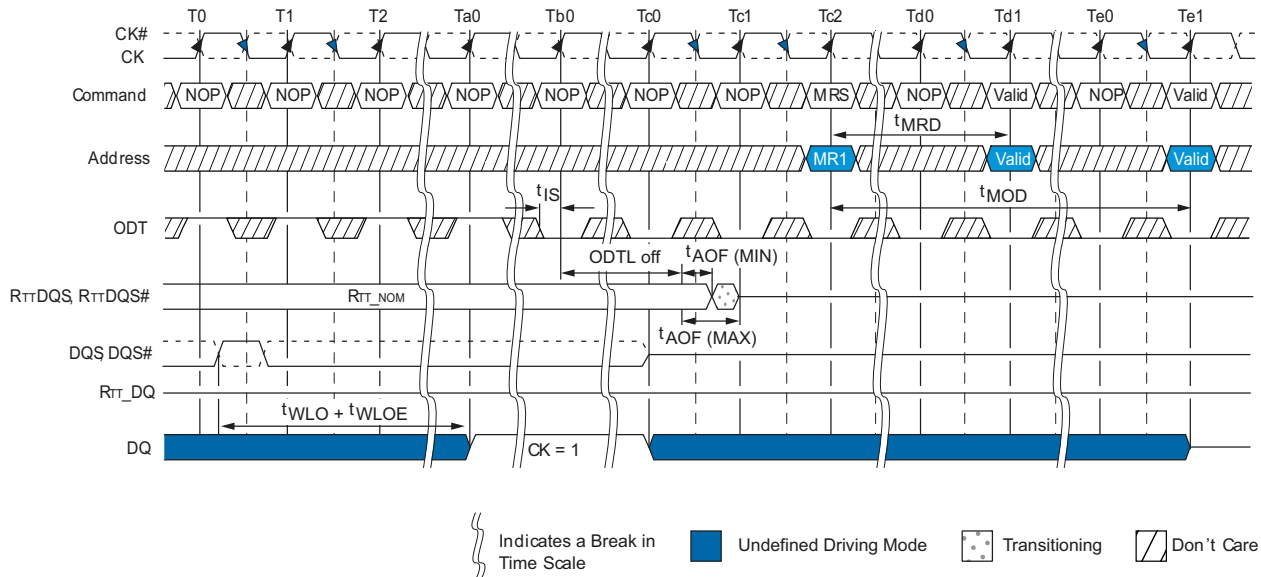 T0 T1 T2 Ta0 Tb0 Tc0 Tc1 Tc2 Td0 Td1 Te0 Te1
CK#
CK
Command NOP NOP NOP NOP NOP NOP NOP MRS NOP Valid NOP Valid
tMRD
Address MR1 Valid Valid
tIS
tMOD
ODT
ODTL off tAOF (MIN)
RTTDQS, RTTDQS# RTT_NOM
tAOF (MAX)
DQS, DQS#
RTT_DQ
tWLO + tWLOE
DQ CK = 1
Indicates a Break in
Time Scale
Undefined Driving Mode
Transitioning
Don't Care